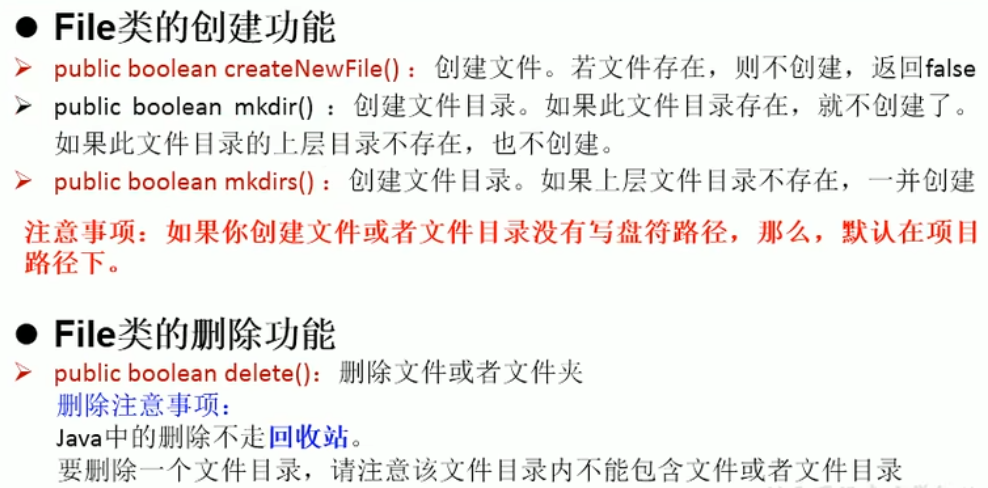 ● File类的创建功能
➢ public boolean createNewFile() ：创建文件。若文件存在，则不创建，返回false
➢ public boolean mkdir() ：创建文件目录。如果此文件目录存在，就不创建了。
如果此文件目录的上层目录不存在，也不创建。
➢ public boolean mkdirs() ：创建文件目录。如果上层文件目录不存在，一并创建
注意事项：如果你创建文件或者文件目录没有写盘符路径，那么，默认在项目
路径下。
● File类的删除功能
➢ public boolean delete()：删除文件或者文件夹
删除注意事项：
Java中的删除不走回收站。
要删除一个文件目录，请注意该文件目录内不能包含文件或者文件目录